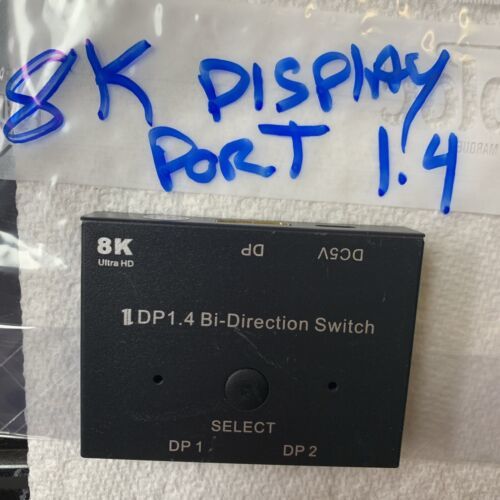 8K DISPLAY
PORT 1.4
8K
Ultra HD
DP
DC5V
DP1.4 Bi-Direction Switch
SELECT
DP 1
DP 2